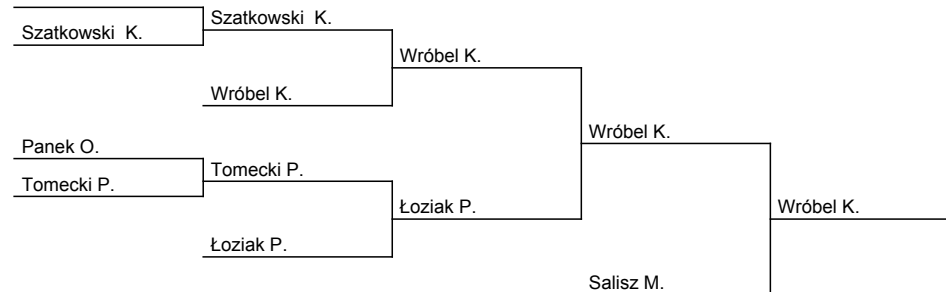 Szatkowski  K.
Szatkowski  K.
Wróbel K.
Wróbel K.
Wróbel K.
Panek O.
Tomecki P.
Tomecki P.
Łoziak P.
Wróbel K.
Łoziak P.
Salisz M.